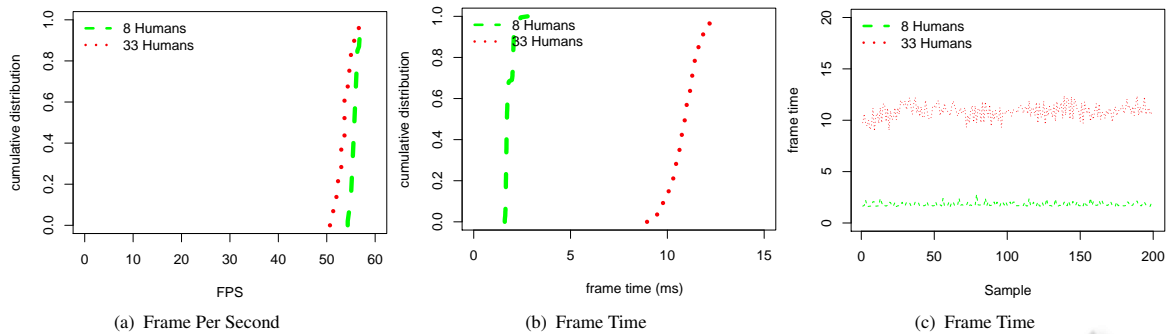 8 Humans
33 Humans
cumulative distribution
0.0
0.2
0.4
0.6
0.8
1.0
0
10
20
30
40
50
60
FPS
(a) Frame Per Second
8 Humans
33 Humans
cumulative distribution
0.0
0.2
0.4
0.6
0.8
1.0
0
5
10
15
frame time (ms)
(b) Frame Time
8 Humans
33 Humans
frame time
0
5
10
15
20
0
50
100
150
200
Sample
(c) Frame Time